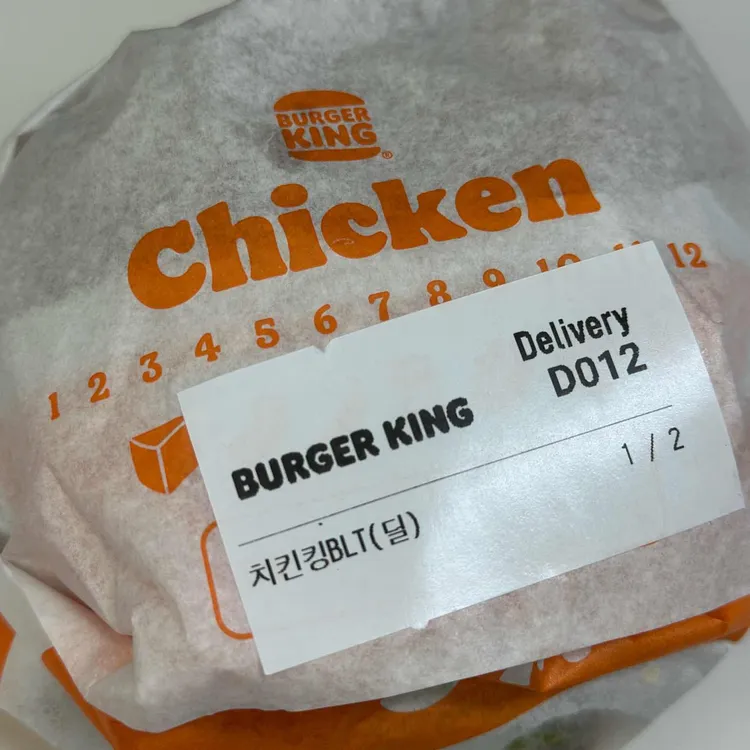 BURGER
KING®
Chicken
1 2 3 4 5 6 7 8 9 10 11 12
Delivery
D012
BURGER KING
1 / 2
치킨킹BLT(딜)